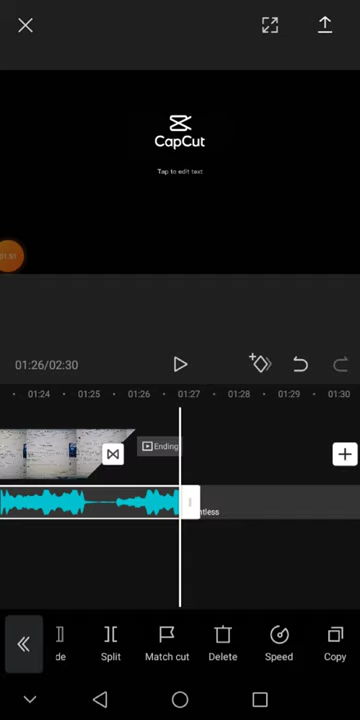 CapCut
Tap to edit text
01:26/02:30
01:24
01:25
01:26
01:27
01:28
01:29
01:30
Ending
ntless
de
Split
Match cut
Delete
Speed
Copy